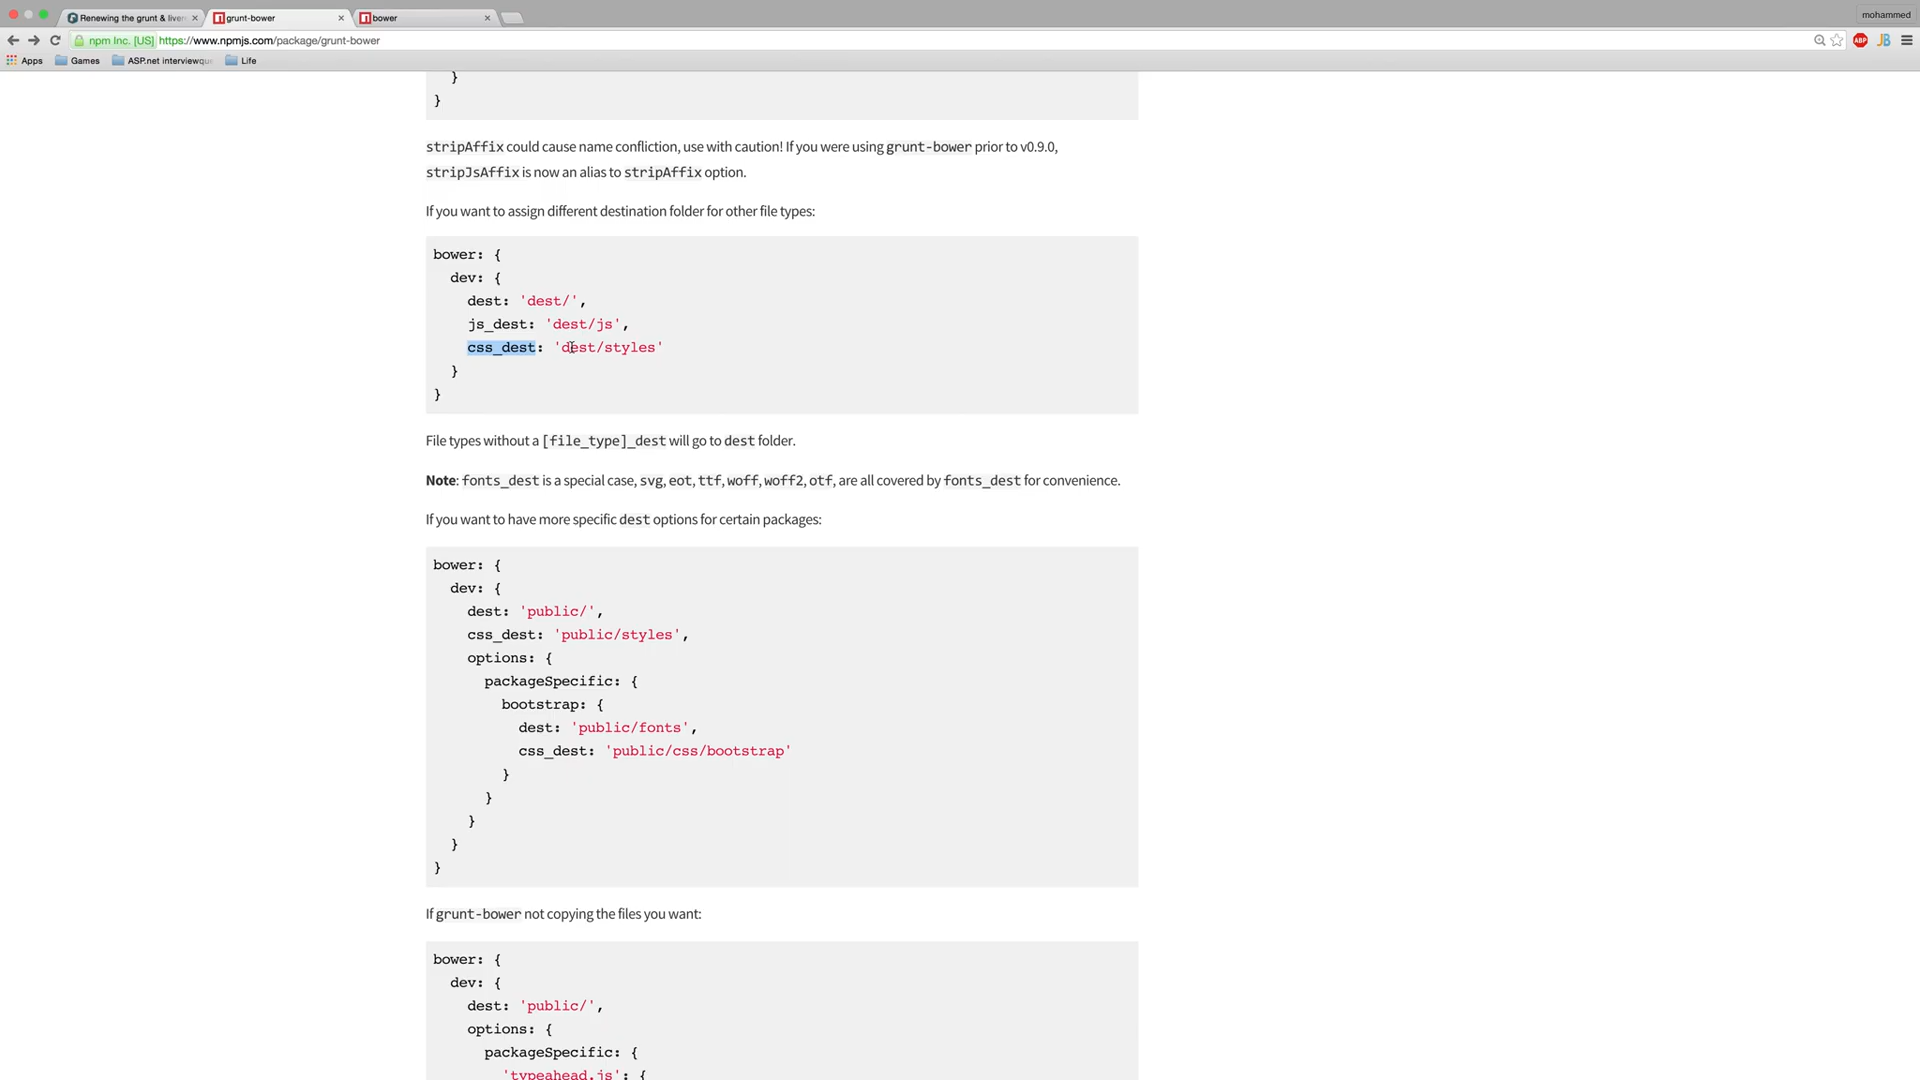 Renewing the grunt & liver
grunt-bower
bower
mohammed
npm Inc. [US] https://www.npmjs.com/package/grunt-bower
ABP
JB
Apps Games ASP.net interviewqu Life
}
}
stripAffix could cause name confliction, use with caution! If you were using grunt-bower prior to v0.9.0,
stripJsAffix is now an alias to stripAffix option.
If you want to assign different destination folder for other file types:
bower: {
dev: {
dest: 'dest/',
js_dest: 'dest/js',
css_dest: 'dest/styles'
}
}
File types without a [file_type]_dest will go to dest folder.
Note: fonts_dest is a special case, svg, eot, ttf, woff, woff2, otf, are all covered by fonts_dest for convenience.
If you want to have more specific dest options for certain packages:
bower: {
dev: {
dest: 'public/',
css_dest: 'public/styles',
options: {
packageSpecific: {
bootstrap: {
dest: 'public/fonts',
css_dest: 'public/css/bootstrap'
}
}
}
}
}
If grunt-bower not copying the files you want:
bower: {
dev: {
dest: 'public/',
options: {
packageSpecific: {
'typeahead.js': {